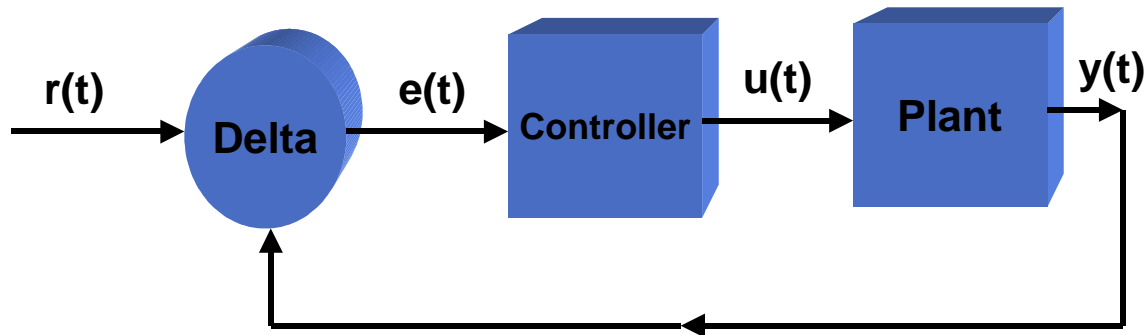 r(t)
Delta
e(t)
Controller
u(t)
Plant
y(t)